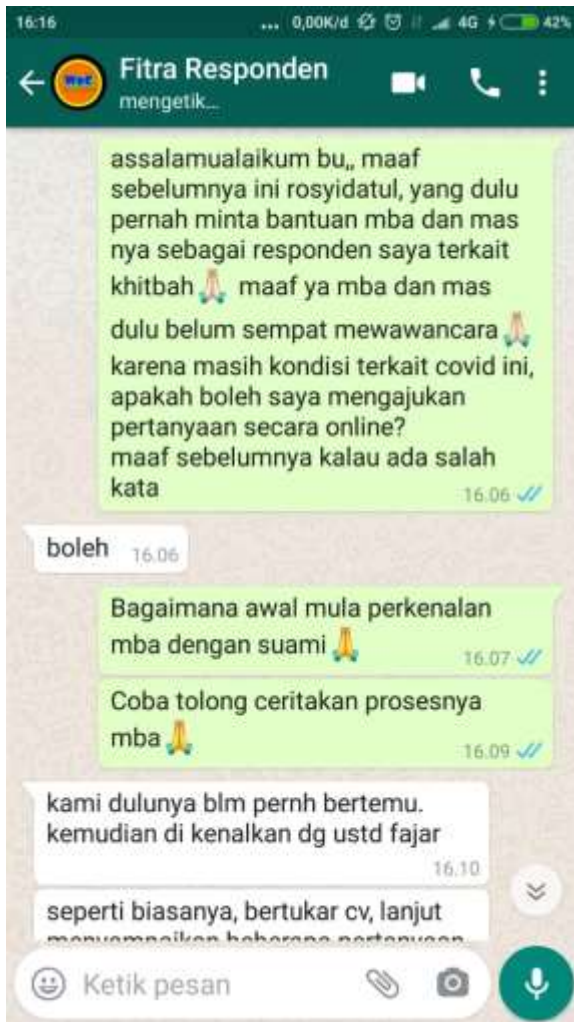 16:16
... 0,00K/d 4G 42%
Fitra Responden
mengetik...
assalamualaikum bu,, maaf
sebelumnya ini rosyidatul, yang dulu
pernah minta bantuan mba dan mas
nya sebagai responden saya terkait
khitbah 🙏🏻 maaf ya mba dan mas
dulu belum sempat mewawancara 🙏🏻
karena masih kondisi terkait covid ini,
apakah boleh saya mengajukan
pertanyaan secara online?
maaf sebelumnya kalau ada salah
kata
16.06
boleh
16.06
Bagaimana awal mula perkenalan
mba dengan suami 🙏
16.07
Coba tolong ceritakan prosesnya
mba 🙏
16.09
kami dulunya blm pernh bertemu.
kemudian di kenalkan dg ustd fajar
16.10
seperti biasanya, bertukar cv, lanjut
Ketik pesan